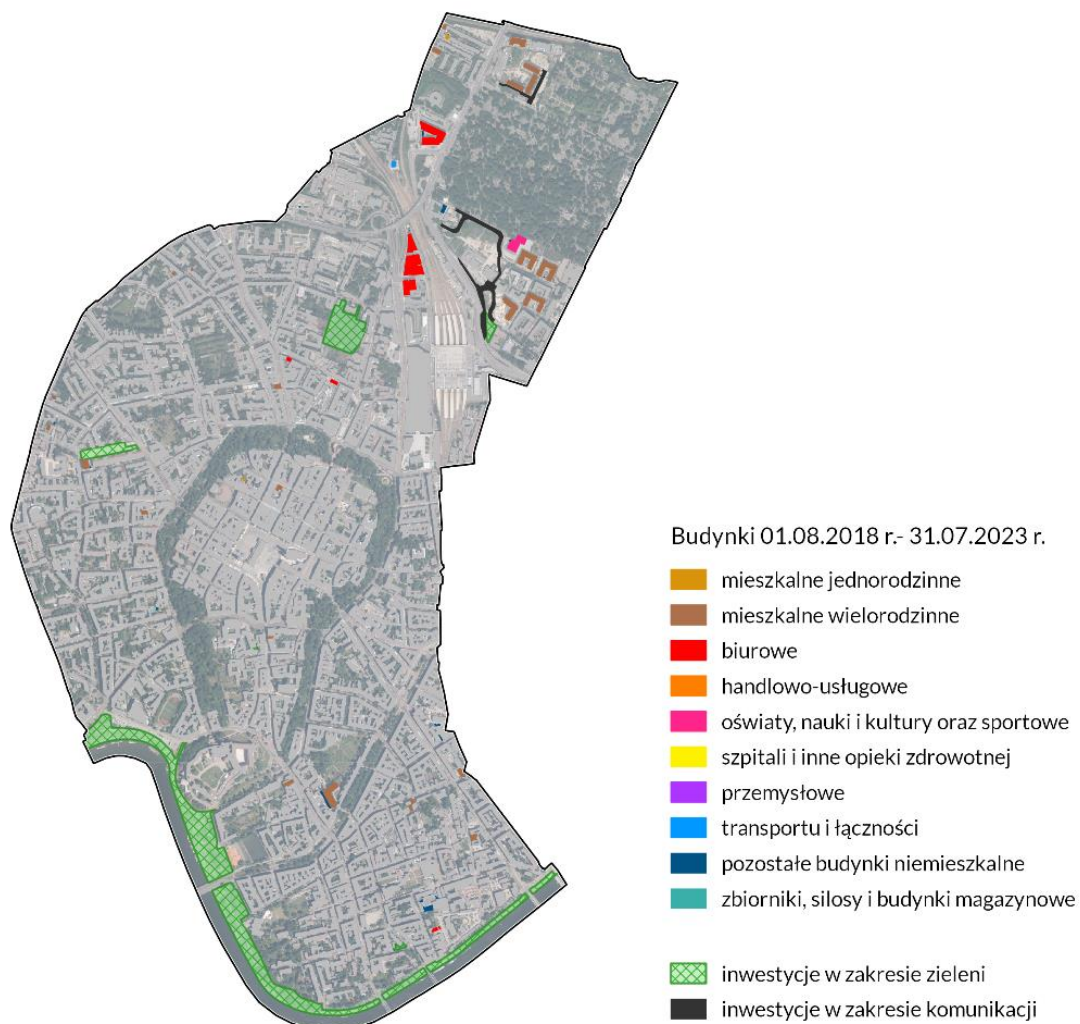 Budynki 01.08.2018 r.- 31.07.2023 r.
mieszkalne jednorodzinne
mieszkalne wielorodzinne
biurowe
handlowo-usługowe
oświaty, nauki i kultury oraz sportowe
szpitali i inne opieki zdrowotnej
przemysłowe
transportu i łączności
pozostałe budynki niemieszkalne
zbiorniki, silosy i budynki magazynowe
inwestycje w zakresie zieleni
inwestycje w zakresie komunikacji